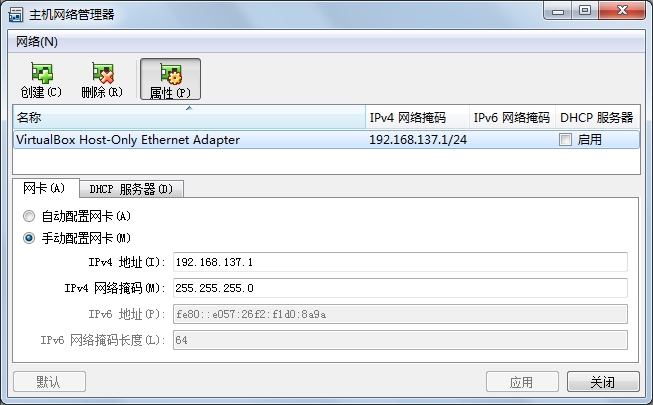 主机网络管理器
网络(N)
创建(C) 删除(R) 属性(P)
名称 IPv4 网络掩码 IPv6 网络掩码 DHCP 服务器
VirtualBox Host-Only Ethernet Adapter 192.168.137.1/24 启用
网卡(A) DHCP 服务器(D)
自动配置网卡(A)
手动配置网卡(M)
IPv4 地址(I): 192.168.137.1
IPv4 网络掩码(M): 255.255.255.0
IPv6 地址(P): fe80::e057:26f2:f1d0:8a9a
IPv6 网络掩码长度(L): 64
默认 应用 关闭